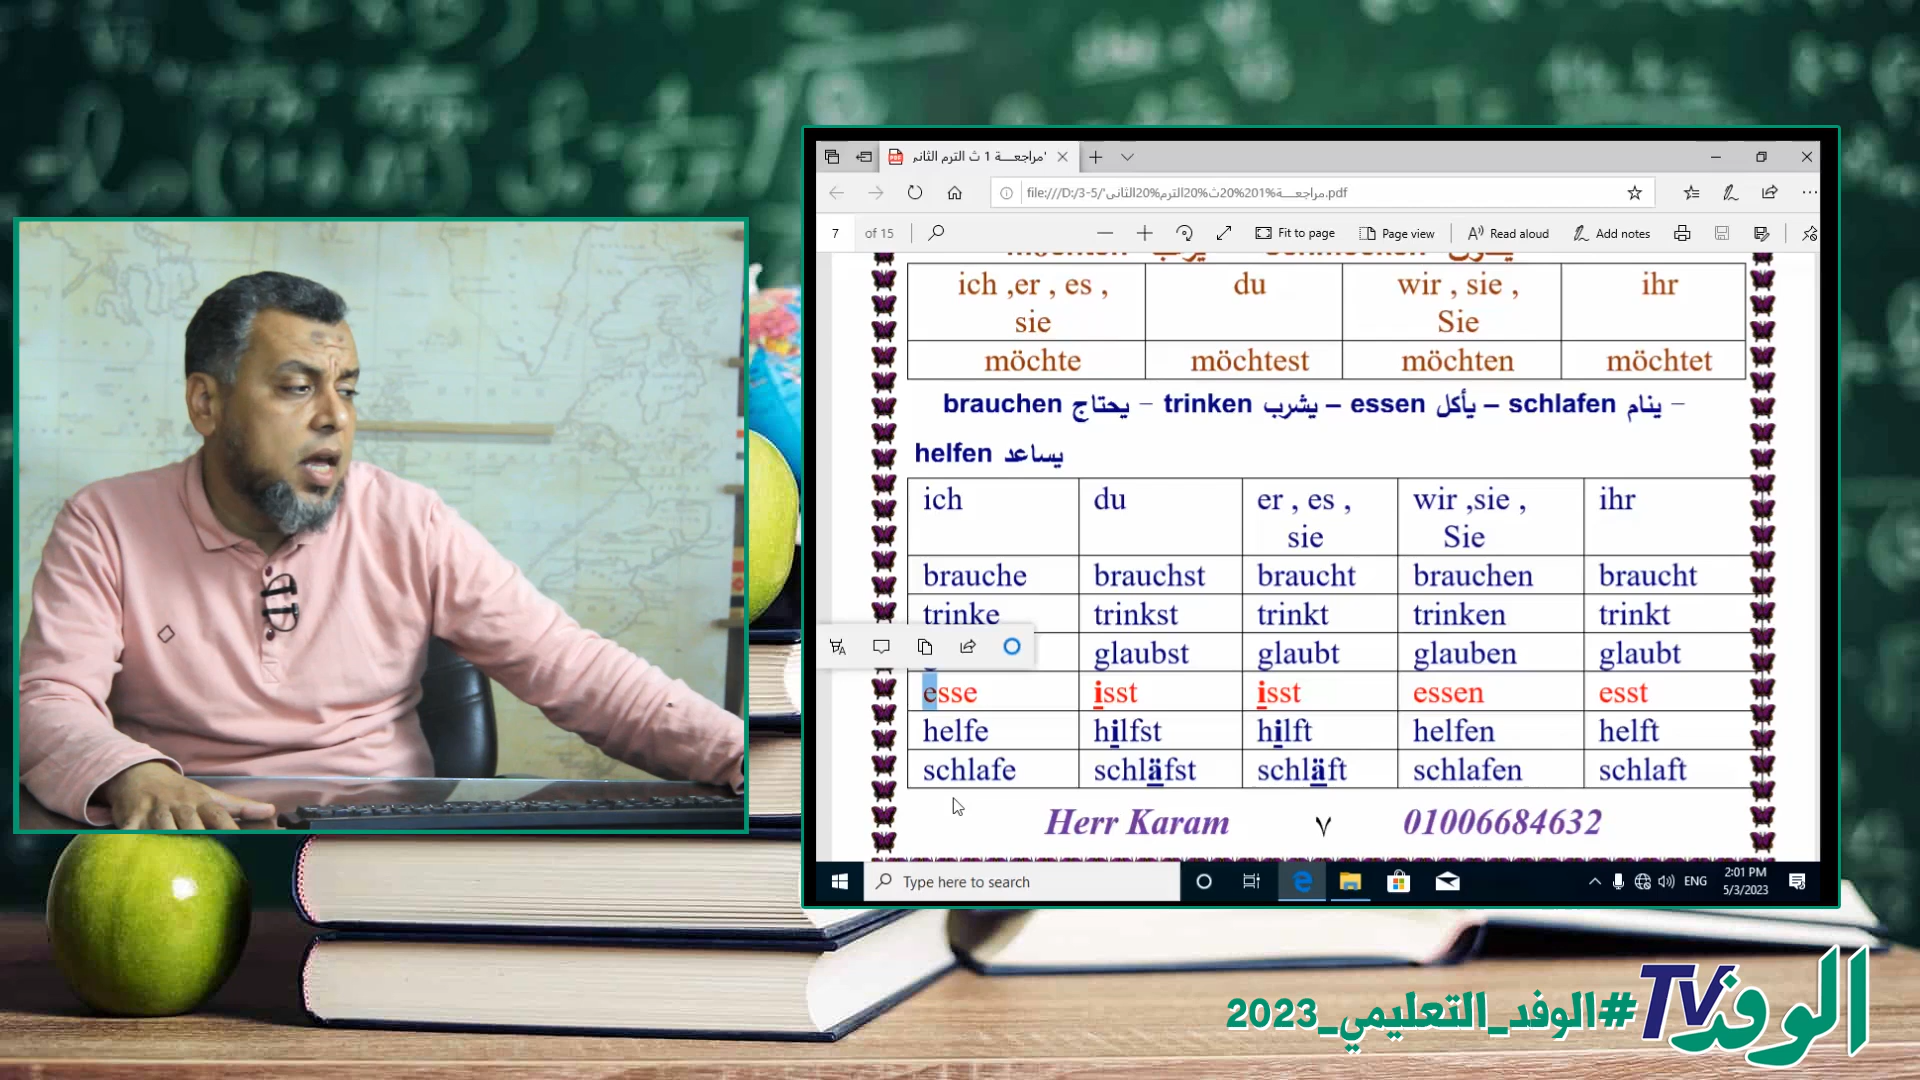 مراجعـــة 1 ث الترم الثانى'
file:///D:/3-5/'مراجعـــة%201%20ث%20الترم%20الثانى.pdf
7 of 15
Fit to page
Page view
Read aloud
Add notes
ich ,er , es , sie
du
wir , sie , Sie
ihr
möchte
möchtest
möchten
möchtet
brauchen يحتاج – trinken يشرب – essen يأكل – schlafen ينام –
helfen يساعد
ich
du
er , es , sie
wir ,sie , Sie
ihr
brauche
brauchst
braucht
brauchen
braucht
trinke
trinkst
trinkt
trinken
trinkt
glaubst
glaubt
glauben
glaubt
esse
isst
isst
essen
esst
helfe
hilfst
hilft
helfen
helft
schlafe
schläfst
schläft
schlafen
schlaft
Herr Karam ٧ 01006684632
Type here to search
ENG
2:01 PM
5/3/2023
#الوفد_التعليمي_2023
الوفد TV